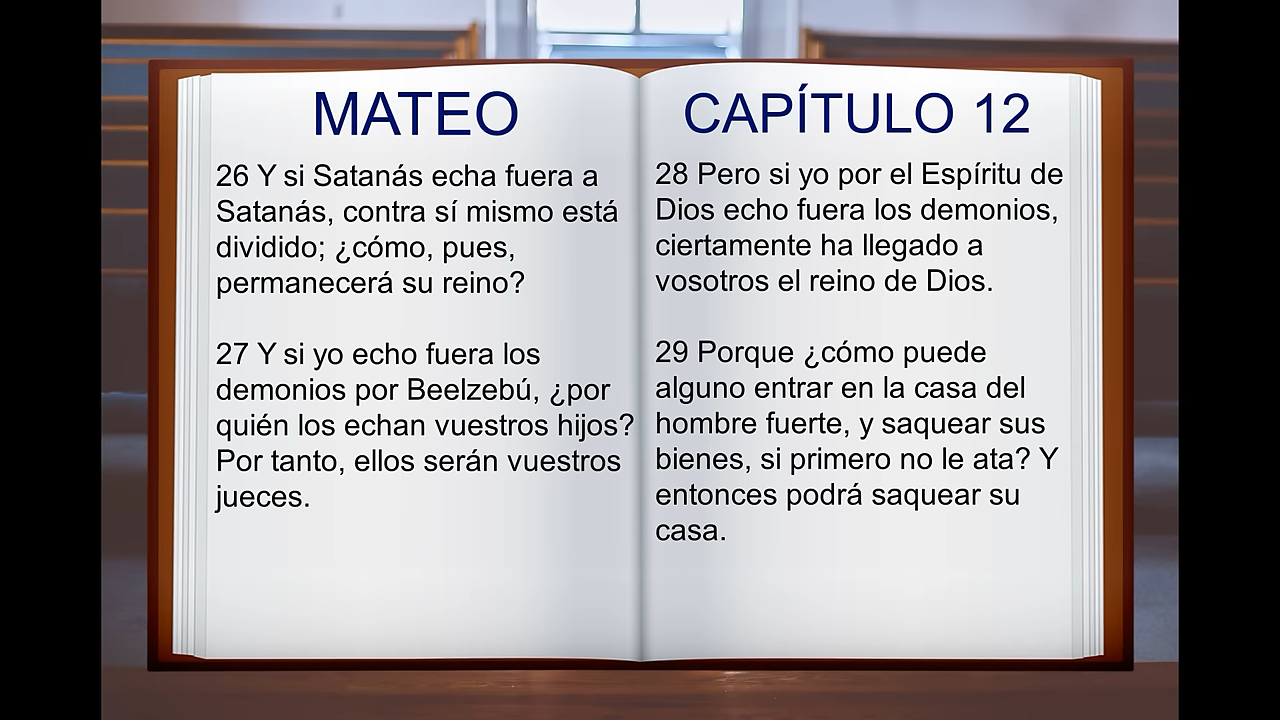 MATEO
26 Y si Satanás echa fuera a
Satanás, contra sí mismo está
dividido; ¿cómo, pues,
permanecerá su reino?
27 Y si yo echo fuera los
demonios por Beelzebú, ¿por
quién los echan vuestros hijos?
Por tanto, ellos serán vuestros
jueces.
CAPÍTULO 12
28 Pero si yo por el Espíritu de
Dios echo fuera los demonios,
ciertamente ha llegado a
vosotros el reino de Dios.
29 Porque ¿cómo puede
alguno entrar en la casa del
hombre fuerte, y saquear sus
bienes, si primero no le ata? Y
entonces podrá saquear su
casa.